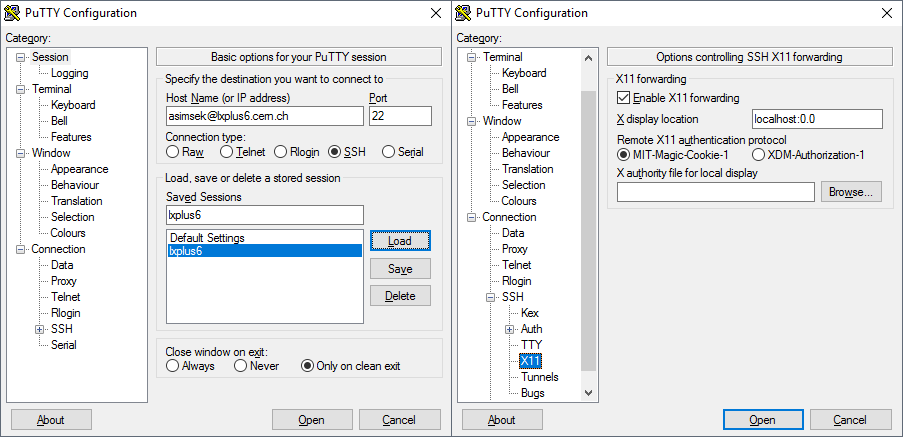 PuTTY Configuration
Category:
Session
Logging
Terminal
Keyboard
Bell
Features
Window
Appearance
Behaviour
Translation
Selection
Colours
Connection
Data
Proxy
Telnet
Rlogin
SSH
Serial
Basic options for your PuTTY session
Specify the destination you want to connect to
Host Name (or IP address) Port
asimsek@lxplus6.cern.ch 22
Connection type:
Raw Telnet Rlogin SSH Serial
Load, save or delete a stored session
Saved Sessions
lxplus6
Default Settings
lxplus6
Load
Save
Delete
Close window on exit:
Always Never Only on clean exit
About Open Cancel
PuTTY Configuration
Category:
Terminal
Keyboard
Bell
Features
Window
Appearance
Behaviour
Translation
Selection
Colours
Connection
Data
Proxy
Telnet
Rlogin
SSH
Kex
Auth
TTY
X11
Tunnels
Bugs
Options controlling SSH X11 forwarding
X11 forwarding
Enable X11 forwarding
X display location localhost:0.0
Remote X11 authentication protocol
MIT-Magic-Cookie-1 XDM-Authorization-1
X authority file for local display
Browse...
About Open Cancel